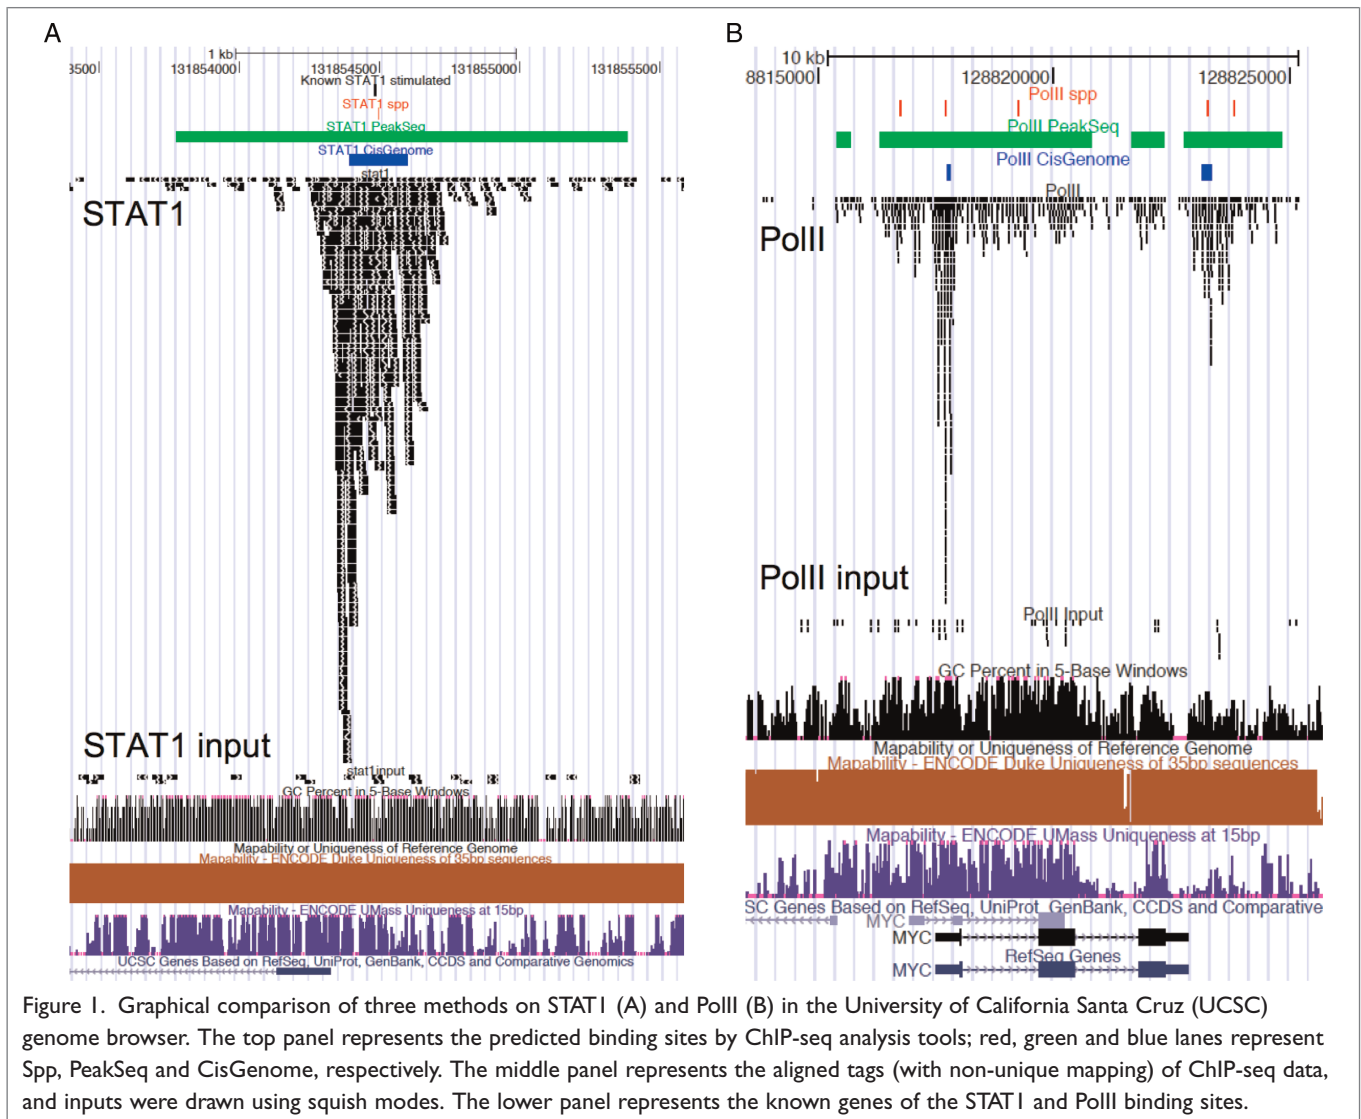 A
1 kb
3500
131854000
131854500
131855000
131855500
Known STAT1 stimulated
STAT1 spp
STAT1 PeakSeq
STAT1 CisGenome
stat1
STAT1
STAT1 input
stat1input
GC Percent in 5-Base Windows
Mapability or Uniqueness of Reference Genome
Mapability - ENCODE Duke Uniqueness of 35bp sequences
Mapability - ENCODE UMass Uniqueness at 15bp
UCSC Genes Based on RefSeq, UniProt, GenBank, CCDS and Comparative Genomics
B
10 kb
8815000
128820000
128825000
PolII spp
PolII PeakSeq
PolII CisGenome
PolII
PolII
PolII input
PolII Input
GC Percent in 5-Base Windows
Mapability or Uniqueness of Reference Genome
Mapability - ENCODE Duke Uniqueness of 35bp sequences
Mapability - ENCODE UMass Uniqueness at 15bp
SC Genes Based on RefSeq, UniProt, GenBank, CCDS and Comparative
MYC
MYC
RefSeq Genes
MYC
Figure 1. Graphical comparison of three methods on STAT1 (A) and PolII (B) in the University of California Santa Cruz (UCSC)
genome browser. The top panel represents the predicted binding sites by ChIP-seq analysis tools; red, green and blue lanes represent
Spp, PeakSeq and CisGenome, respectively. The middle panel represents the aligned tags (with non-unique mapping) of ChIP-seq data,
and inputs were drawn using squish modes. The lower panel represents the known genes of the STAT1 and PolII binding sites.